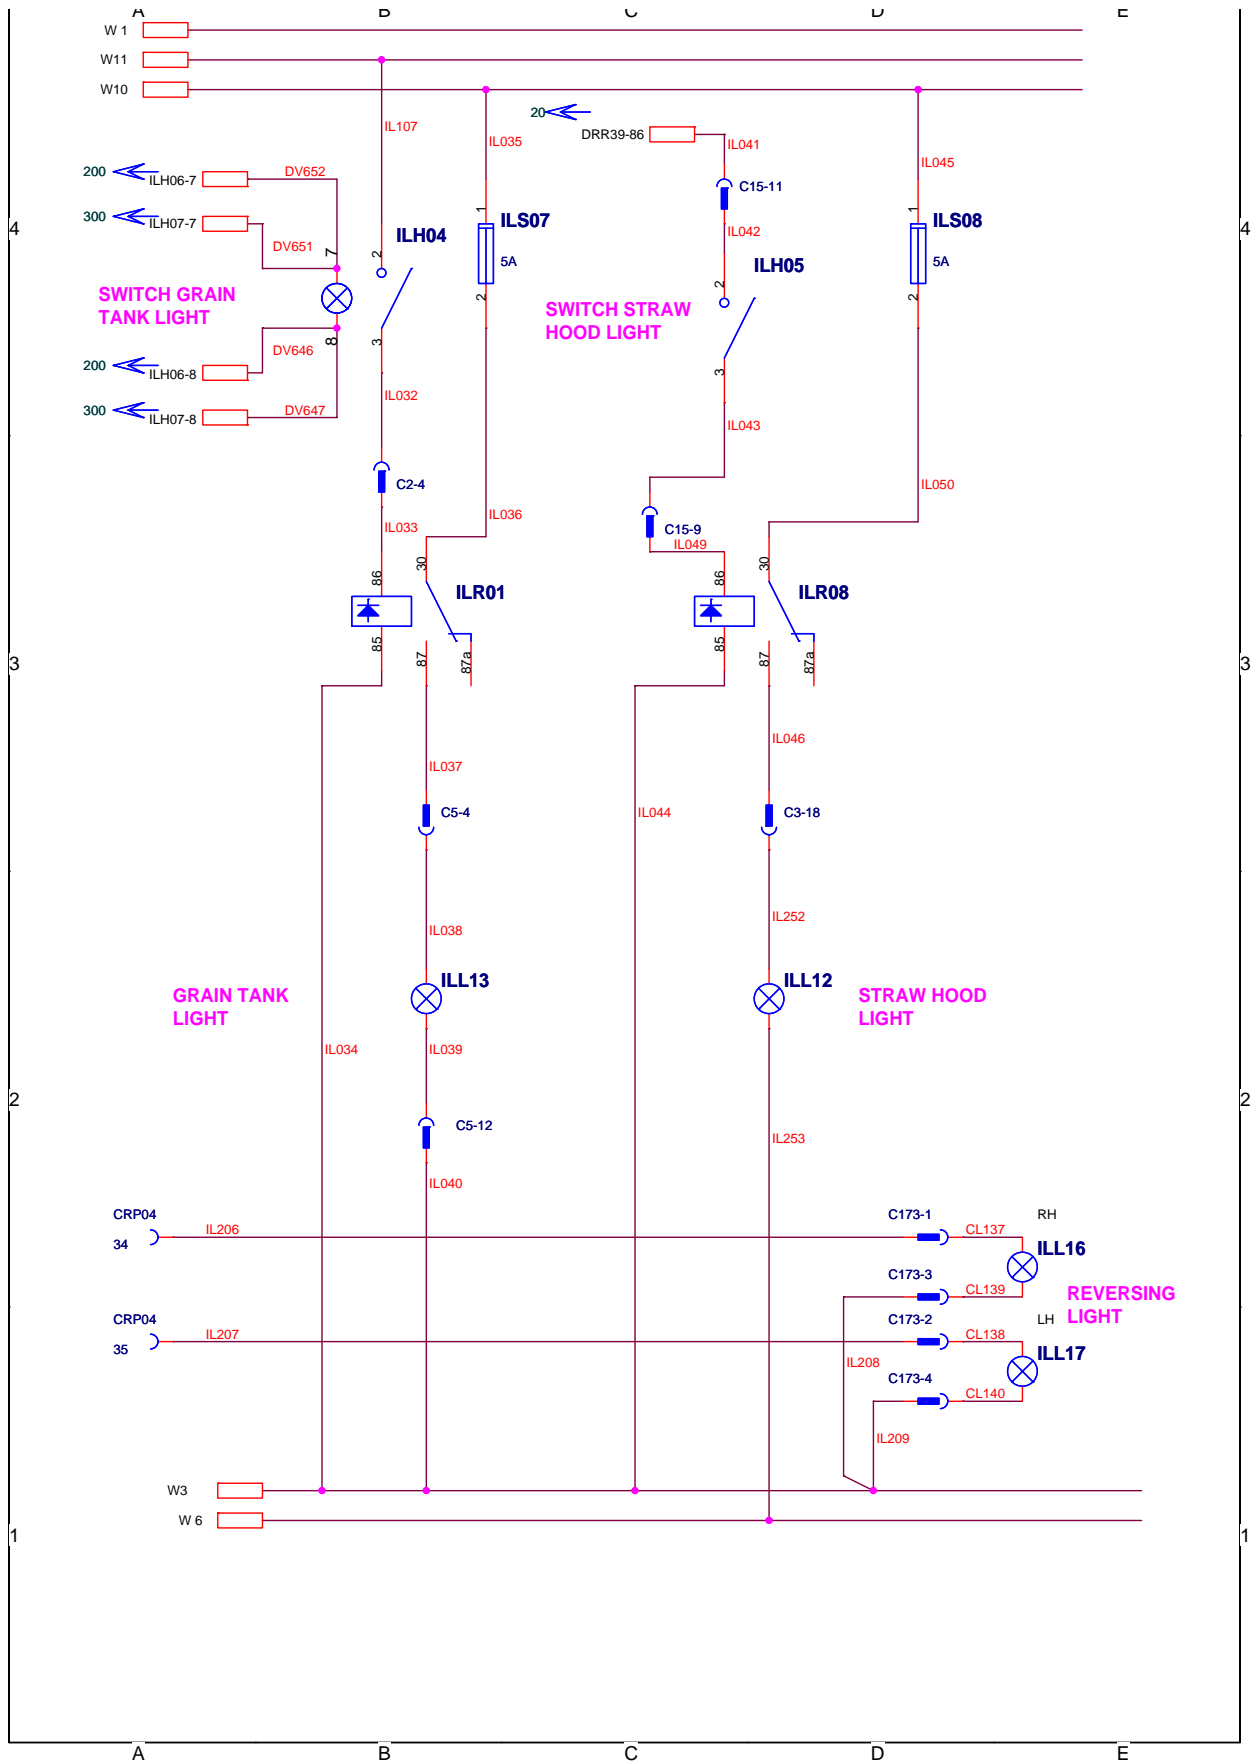 A B C D E
W 1
W11
W10
20
DRR39-86
IL107
IL035
IL041
IL045
200
ILH06-7
DV652
C15-11
300
ILH07-7
DV651
7
2
ILH04
1
ILS07
5A
IL042
ILH05
2
1
ILS08
5A
4
4
SWITCH GRAIN
TANK LIGHT
2
SWITCH STRAW
HOOD LIGHT
2
8
3
3
DV646
200
ILH06-8
300
ILH07-8
DV647
IL032
IL043
C2-4
IL050
IL033
IL036
C15-9
IL049
86
30
ILR01
86
30
ILR08
85
87
87a
85
87
87a
3
3
IL037
IL046
C5-4
IL044
C3-18
IL038
IL252
ILL13
ILL12
GRAIN TANK
LIGHT
STRAW HOOD
LIGHT
IL034
IL039
2
2
C5-12
IL253
IL040
CRP04
34
IL206
C173-1
CL137
RH
ILL16
C173-3
CL139
REVERSING
LIGHT
CRP04
35
IL207
C173-2
CL138
LH
ILL17
IL208
C173-4
CL140
IL209
W3
W 6
1
1
A B C D E